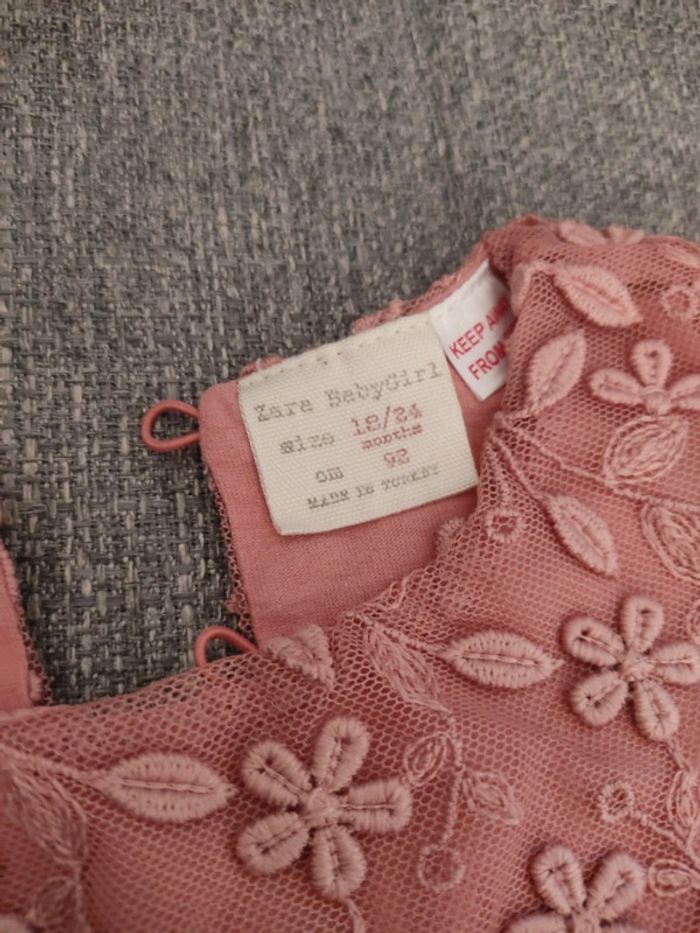 Zara BabyGirl
size 18/24
months
CM 92
MADE IN TURKEY
KEEP
FROM